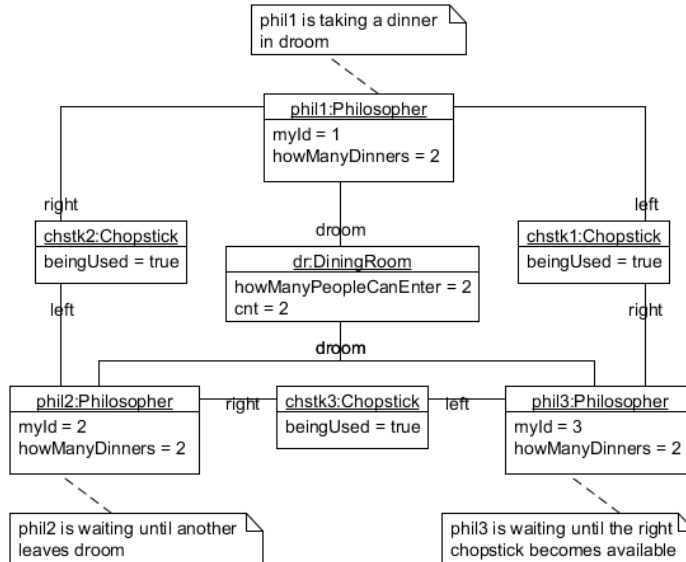 phil1 is taking a dinner
in droom
phil1:Philosopher
myId = 1
howManyDinners = 2
right
droom
left
chstk2:Chopstick
beingUsed = true
dr:DiningRoom
howManyPeopleCanEnter = 2
cnt = 2
chstk1:Chopstick
beingUsed = true
left
droom
right
phil2:Philosopher
myId = 2
howManyDinners = 2
right
chstk3:Chopstick
beingUsed = true
left
phil3:Philosopher
myId = 3
howManyDinners = 2
phil2 is waiting until another
leaves droom
phil3 is waiting until the right
chopstick becomes available